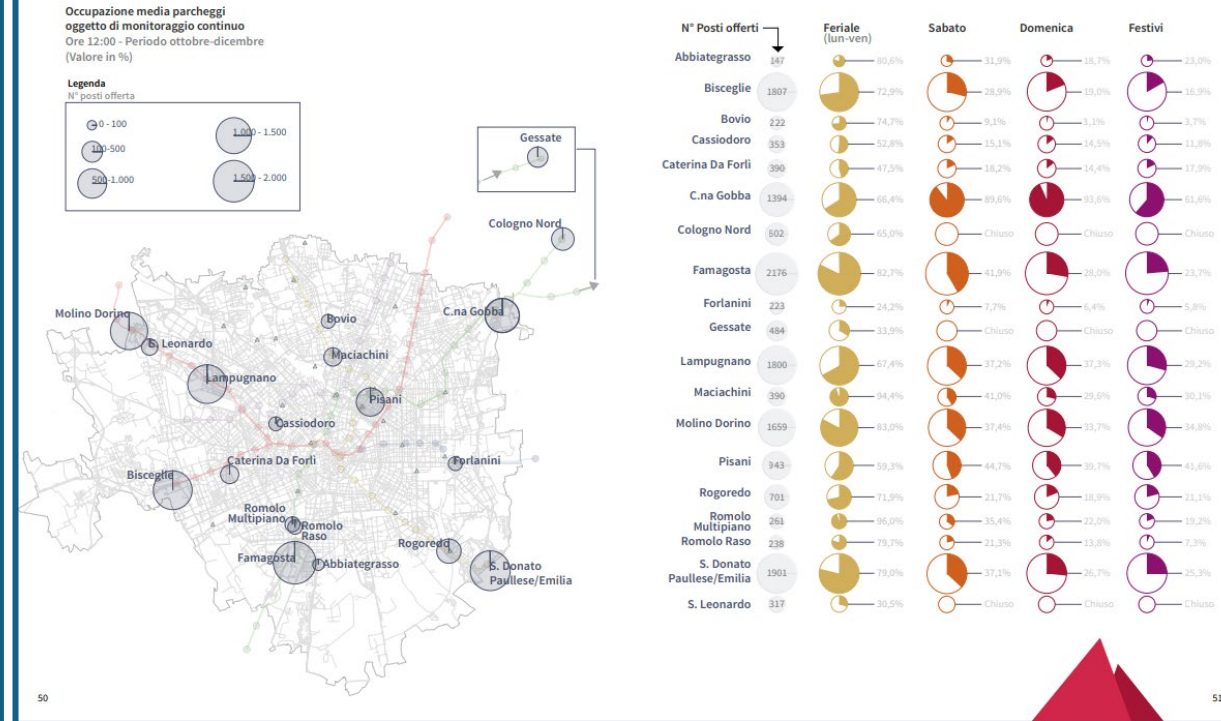 Occupazione media parcheggi
oggetto di monitoraggio continuo
Ore 12:00 - Periodo ottobre-dicembre
(Valore in %)
Legenda
N° posti offerta
0 - 100
100-500
500-1.000
1.000 - 1.500
1.500 - 2.000
Gessate
Cologno Nord
C.na Gobba
Molino Dorino
S. Leonardo
Bovio
Maciachini
Lampugnano
Pisani
Cassiodoro
Caterina Da Forlì
Forlanini
Bisceglie
Romolo
Multipiano
Romolo
Raso
Rogoredo
Famagosta
Abbiategrasso
S. Donato
Paullese/Emilia
50
N° Posti offerti
Feriale
(lun-ven)
Sabato
Domenica
Festivi
Abbiategrasso 147 80,6% 31,9% 18,7% 23,0%
Bisceglie 1807 72,9% 28,9% 19,0% 16,9%
Bovio 222 74,7% 9,1% 3,1% 3,7%
Cassiodoro 353 52,8% 15,1% 14,5% 11,8%
Caterina Da Forlì 390 47,5% 18,2% 14,4% 17,9%
C.na Gobba 1394 66,4% 89,6% 93,6% 61,6%
Cologno Nord 502 65,0% Chiuso Chiuso Chiuso
Famagosta 2176 82,7% 41,9% 28,0% 23,7%
Forlanini 223 24,2% 7,7% 6,4% 5,8%
Gessate 484 33,9% Chiuso Chiuso Chiuso
Lampugnano 1800 67,4% 37,2% 37,3% 29,2%
Maciachini 390 94,4% 41,0% 29,6% 30,1%
Molino Dorino 1659 83,0% 37,4% 33,7% 34,8%
Pisani 343 59,3% 44,7% 39,7% 41,6%
Rogoredo 701 71,9% 21,7% 18,9% 21,1%
Romolo
Multipiano 261 96,0% 35,4% 22,0% 19,2%
Romolo Raso 238 79,7% 21,3% 13,8% 7,3%
S. Donato
Paullese/Emilia 1901 79,0% 37,1% 26,7% 25,3%
S. Leonardo 317 30,5% Chiuso Chiuso Chiuso
51